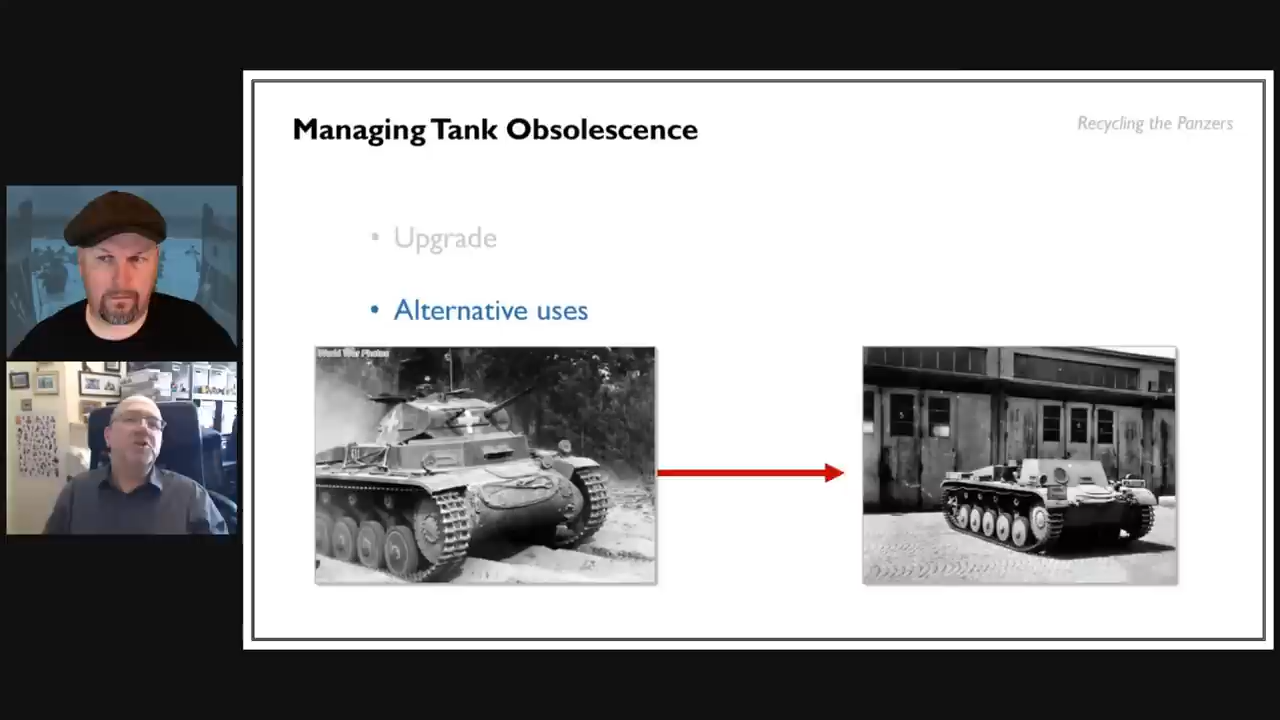 Managing Tank Obsolescence
Recycling the Panzers
• Upgrade
• Alternative uses
World War Photos